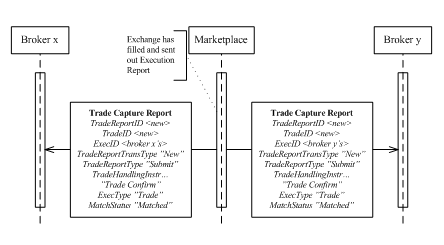 Broker x
Exchange has
filled and sent
out Execution
Report
Marketplace
Broker y
Trade Capture Report
TradeReportID <new>
TradeID <new>
ExecID <broker x's>
TradeReportTransType "New"
TradeReportType "Submit"
TradeHandlingInstr...
"Trade Confirm"
ExecType "Trade"
MatchStatus "Matched"
Trade Capture Report
TradeReportID <new>
TradeID <new>
ExecID <broker y's>
TradeReportTransType "New"
TradeReportType "Submit"
TradeHandlingInstr...
"Trade Confirm"
ExecType "Trade"
MatchStatus "Matched"